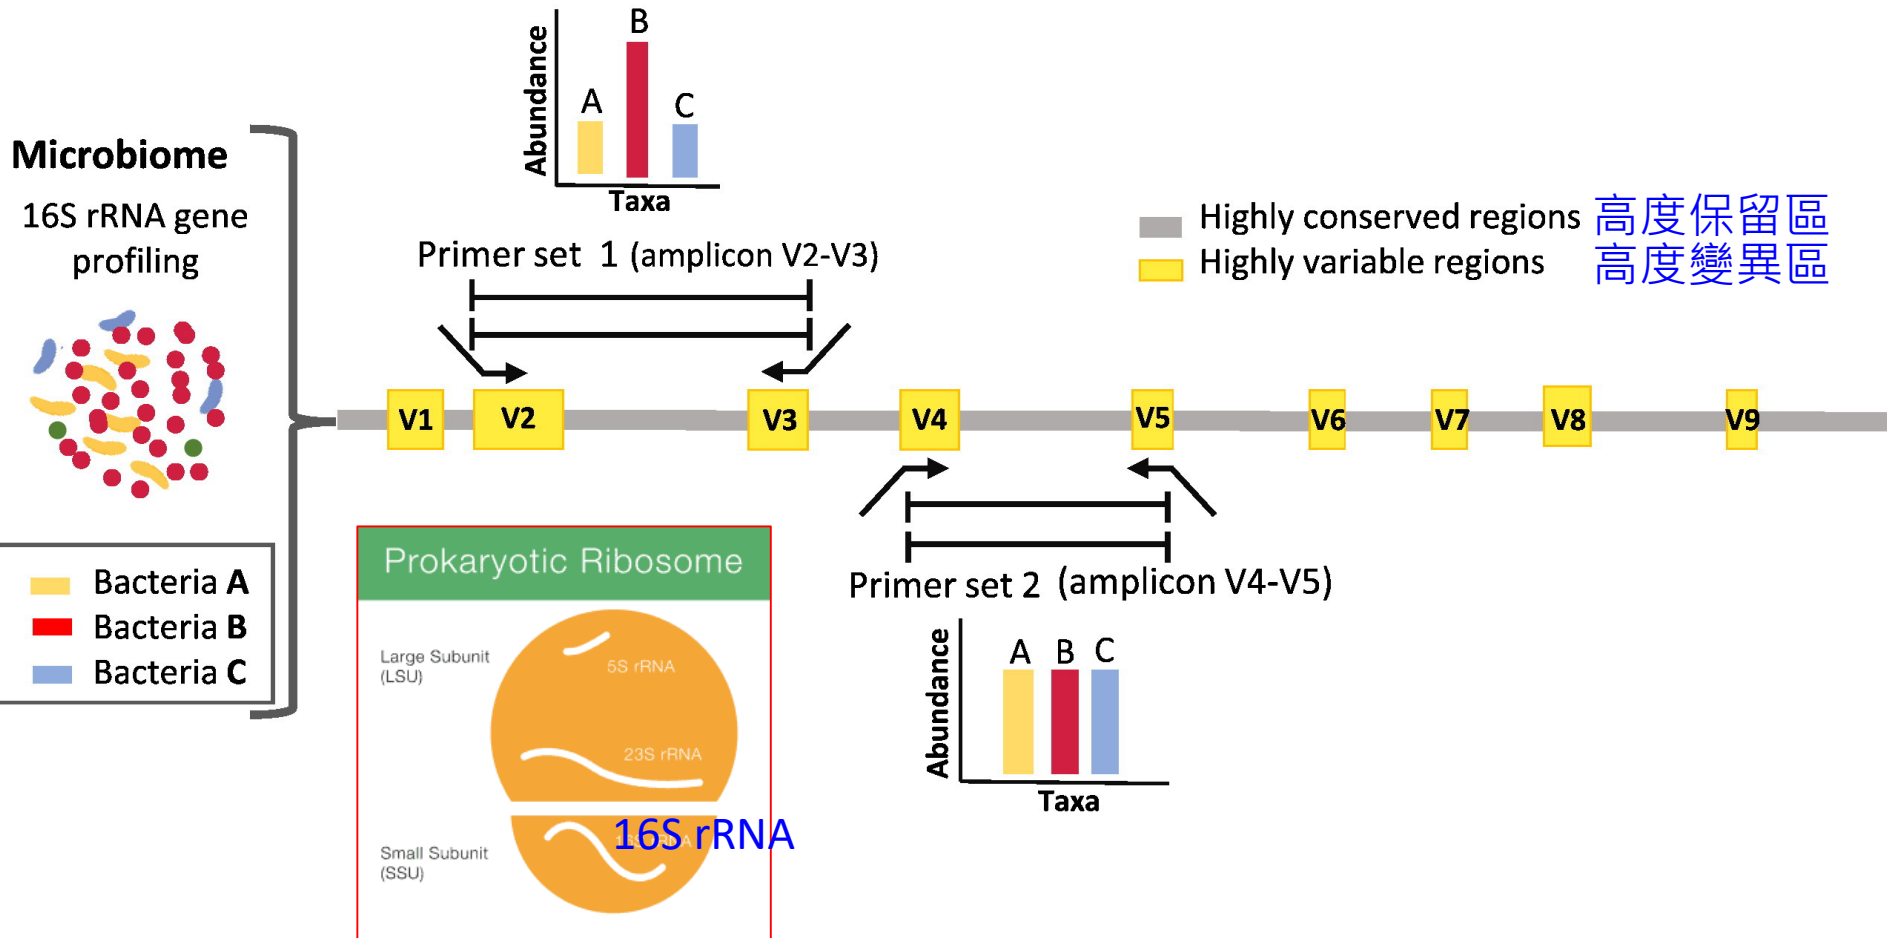 Microbiome
16S rRNA gene
profiling
Bacteria A
Bacteria B
Bacteria C
Abundance
A
B
C
Taxa
Primer set 1 (amplicon V2-V3)
Highly conserved regions 高度保留區
Highly variable regions 高度變異區
V1
V2
V3
V4
V5
V6
V7
V8
V9
Prokaryotic Ribosome
Large Subunit
(LSU)
5S rRNA
23S rRNA
16S rRNA
16S rRNA
Small Subunit
(SSU)
Primer set 2 (amplicon V4-V5)
Abundance
A
B
C
Taxa